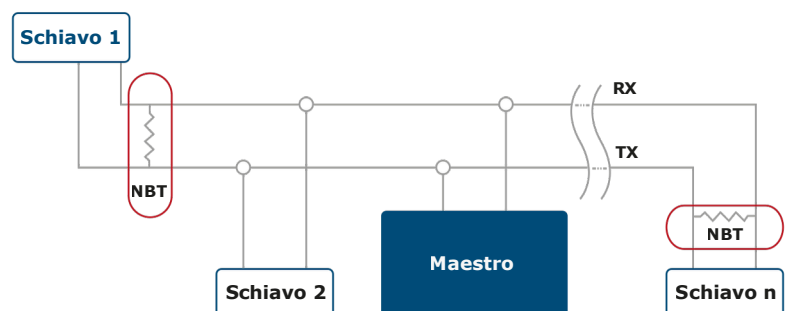 Schiavo 1
RX
TX
NBT
NBT
Maestro
Schiavo 2
Schiavo n